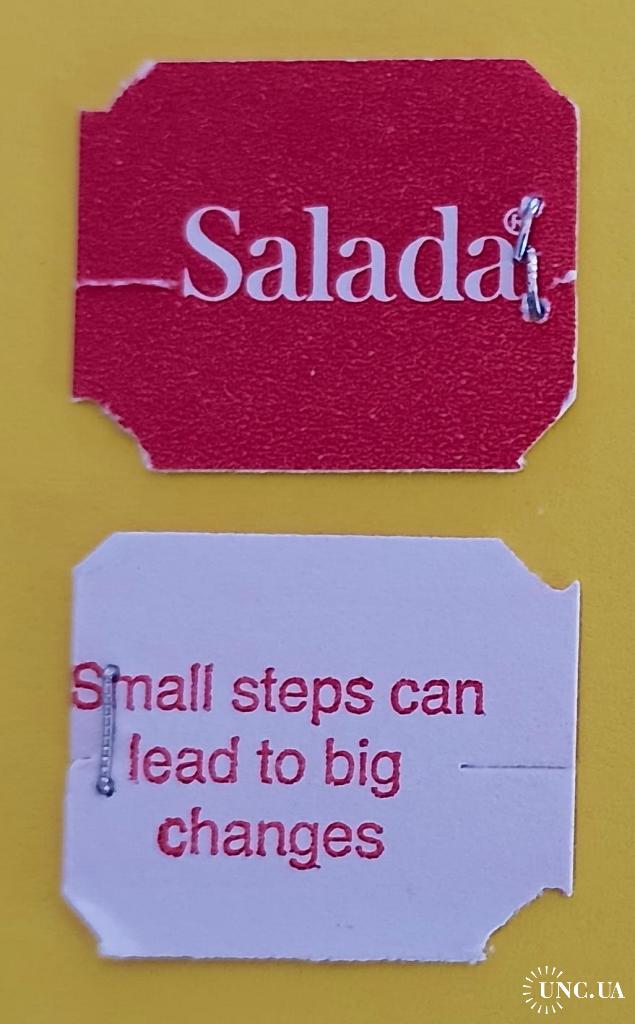 Salada®
Small steps can
lead to big
changes
UNC.UA